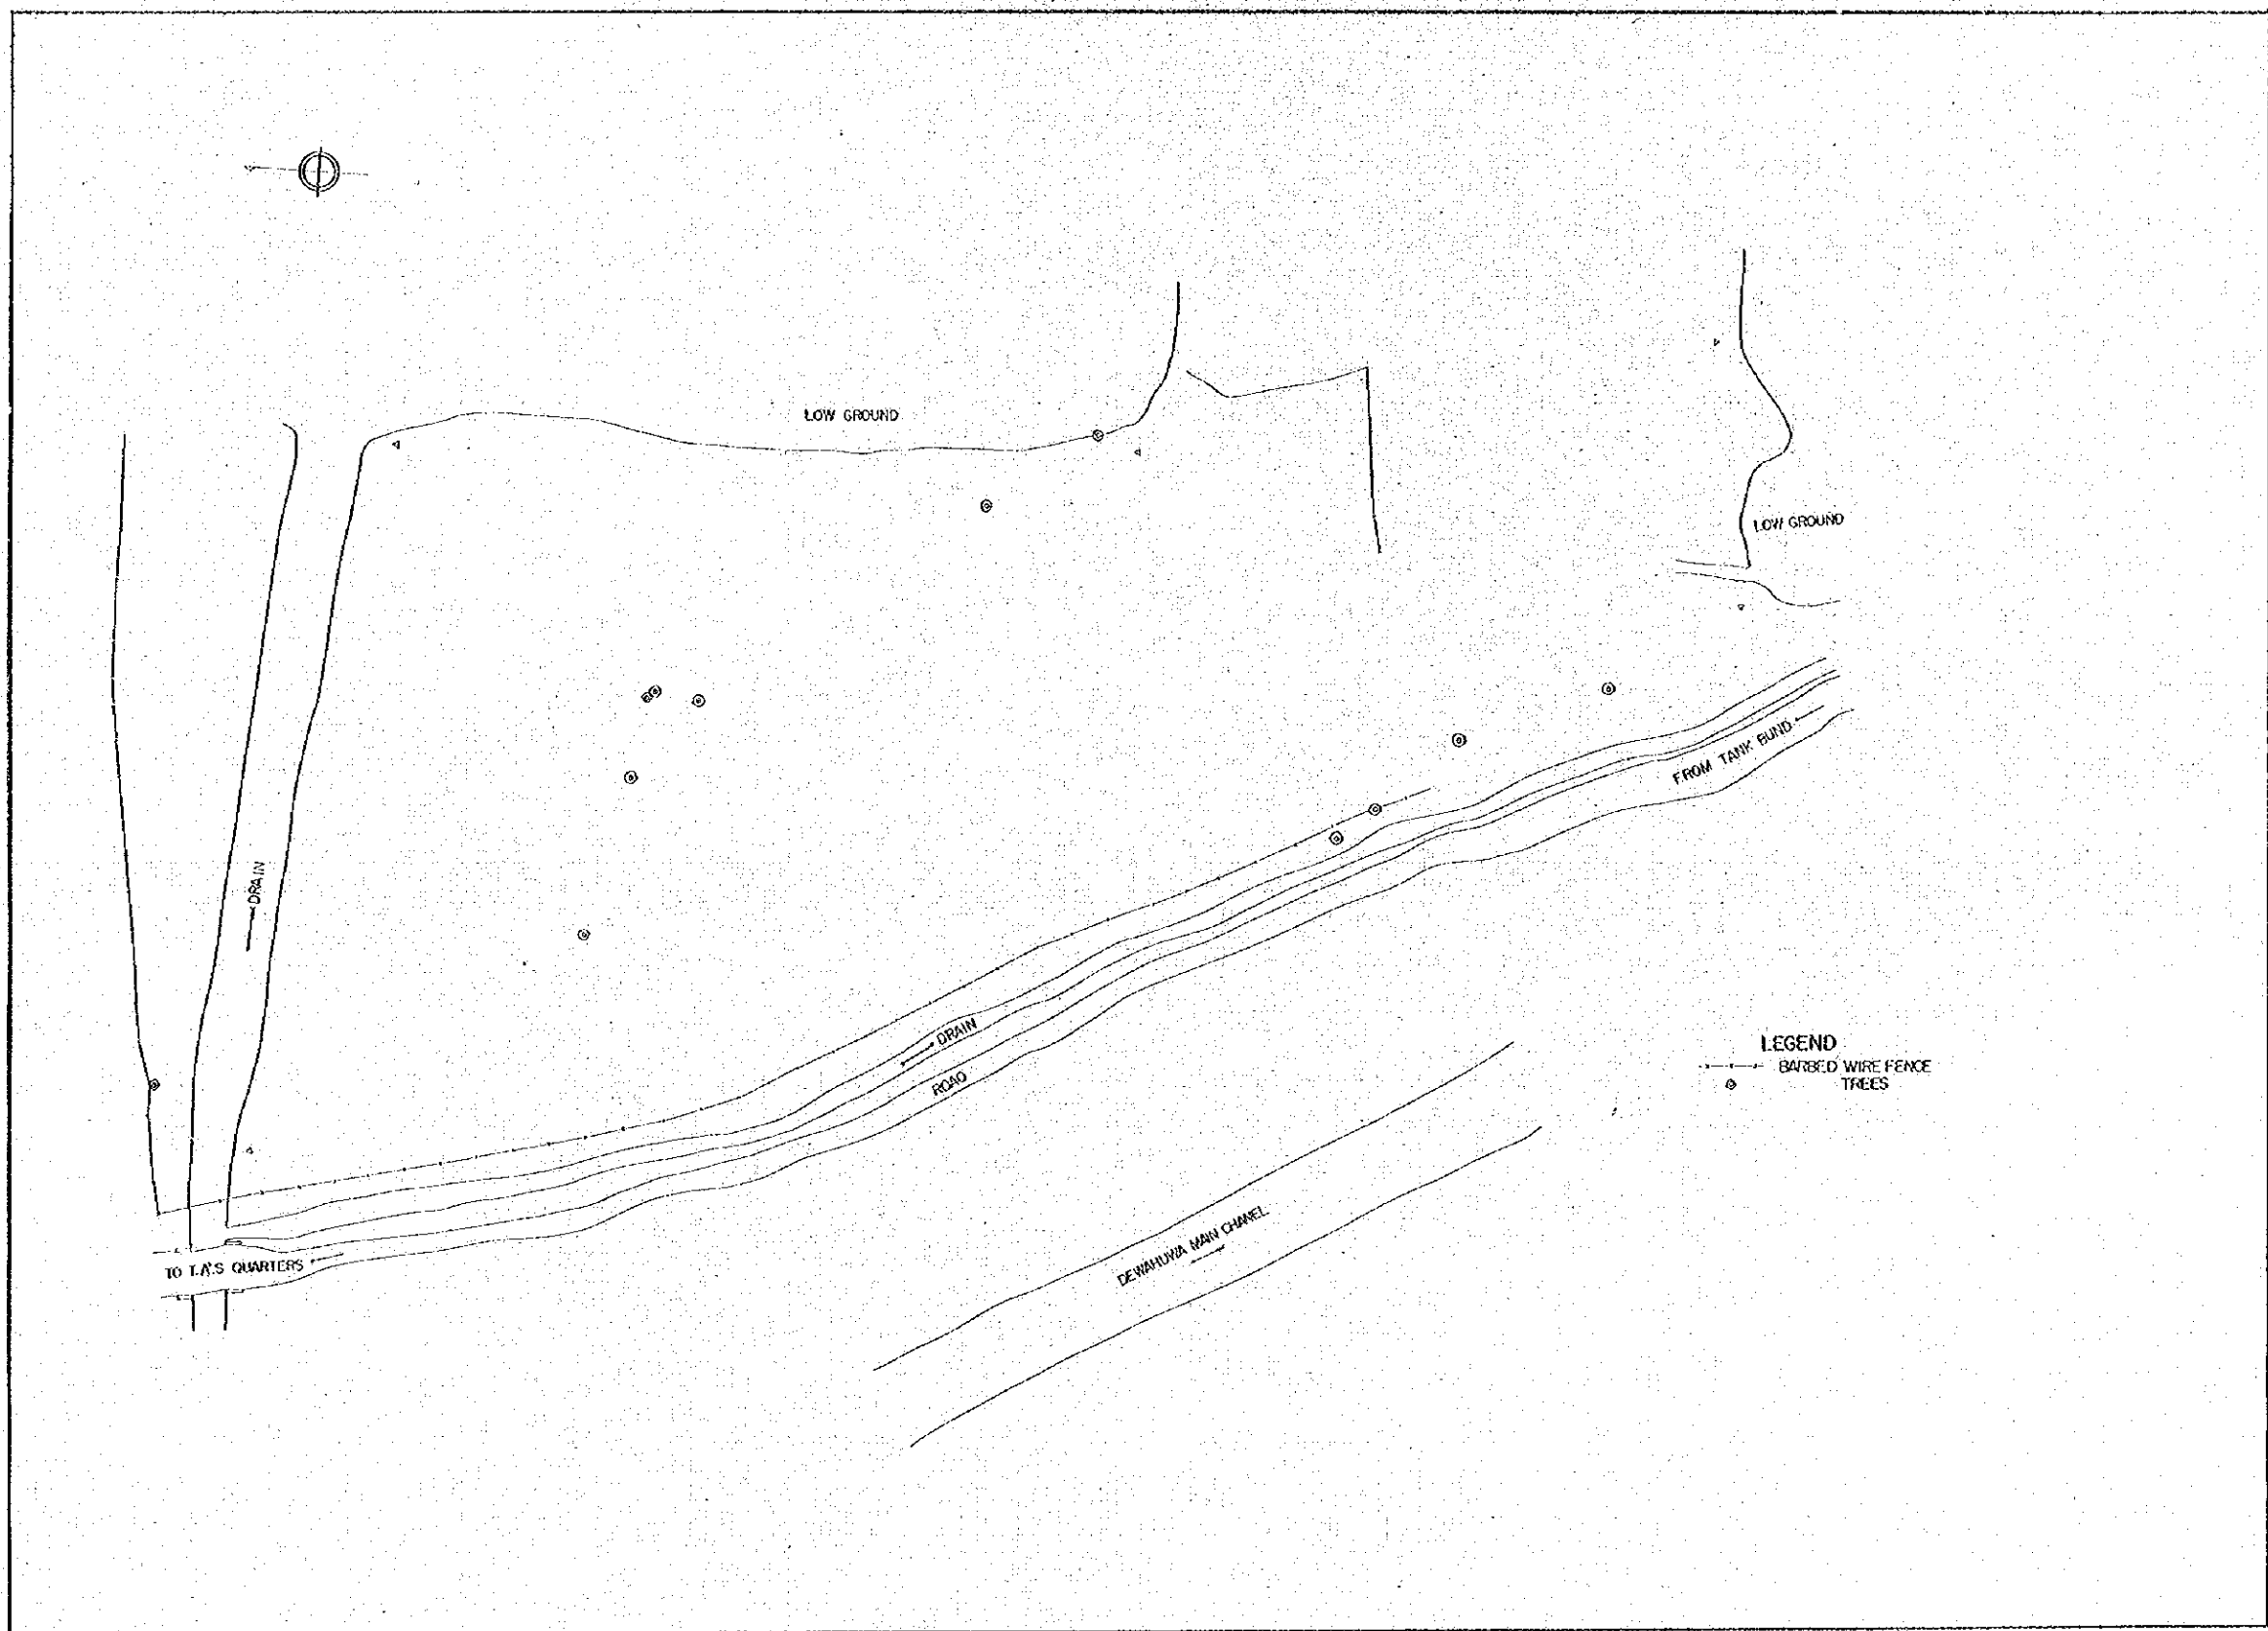 LOW GROUND
LOW GROUND
FROM TANK BUND
DRAIN
DRAIN
ROAD
LEGEND
BARBED WIRE FENCE
TREES
DEWAHUWA MAIN CHANEL
TO T.A'S QUARTERS